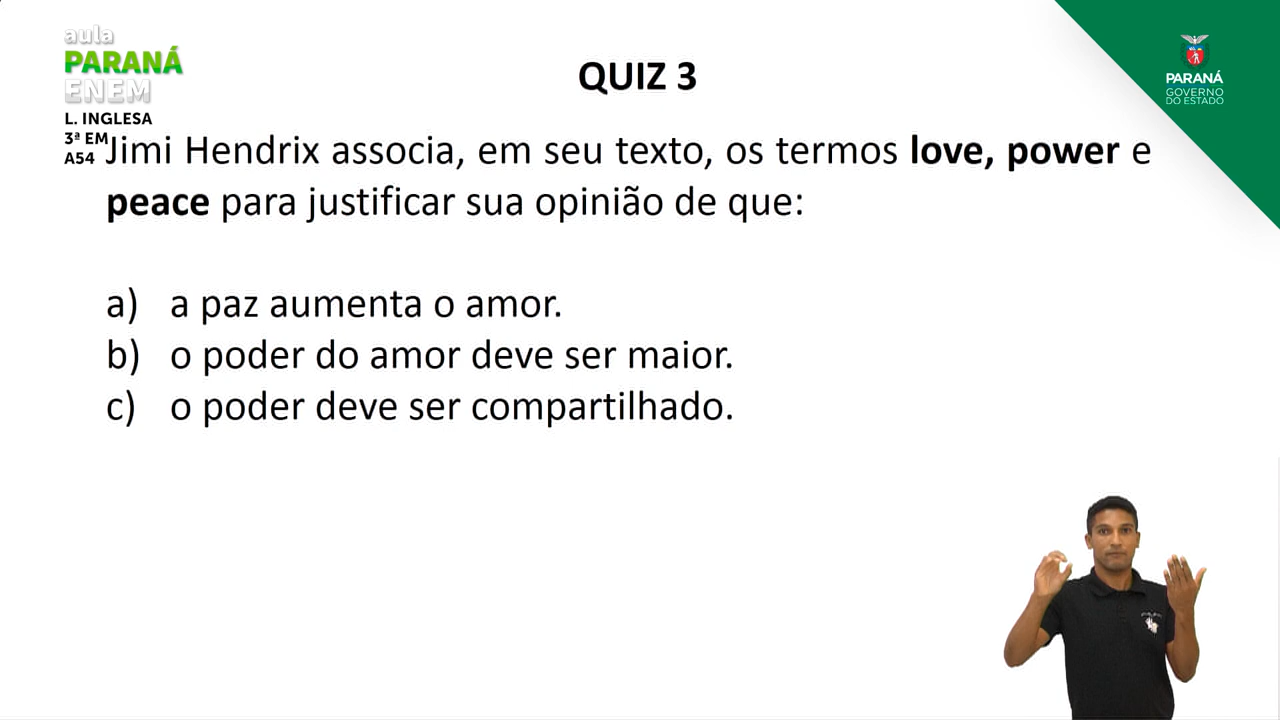 aula
PARANÁ
ENEM
L. INGLESA
3ª EM
A54
PARANÁ
GOVERNO
DO ESTADO
QUIZ 3
Jimi Hendrix associa, em seu texto, os termos love, power e
peace para justificar sua opinião de que:
a) a paz aumenta o amor.
b) o poder do amor deve ser maior.
c) o poder deve ser compartilhado.